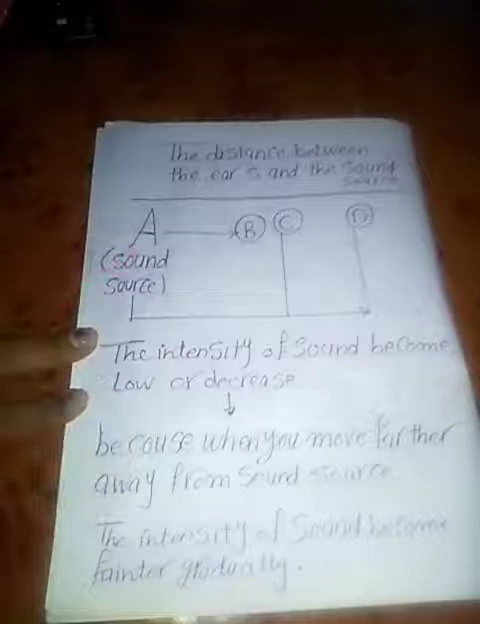 The distance between
the ear s and the sound
source
A B C D
(sound
source)
The intensity of sound become
Low or decrease
↓
because when you move farther
away from sound source
The intensity of sound become
fainter gradually.